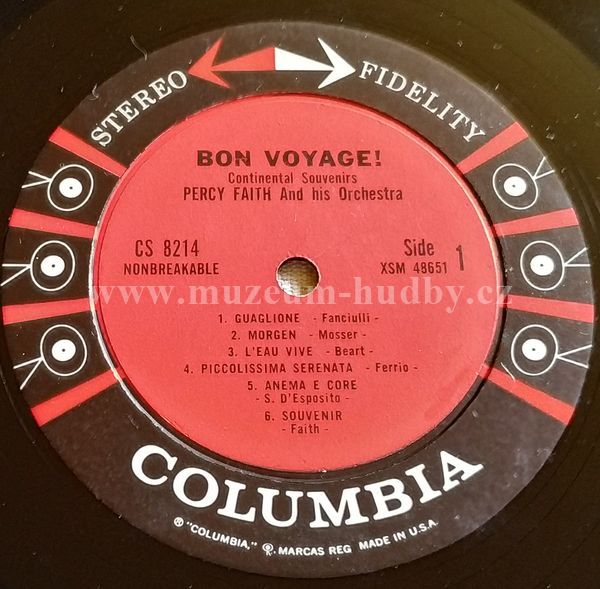 STEREO FIDELITY
BON VOYAGE!
Continental Souvenirs
PERCY FAITH And his Orchestra
CS 8214
NONBREAKABLE
Side 1
XSM 48651
www.muzeum-hudby.cz
1. GUAGLIONE - Fanciulli -
2. MORGEN - Mosser -
3. L'EAU VIVE - Beart -
4. PICCOLISSIMA SERENATA - Ferrio -
5. ANEMA E CORE
- S. D'Esposito -
6. SOUVENIR
- Faith -
COLUMBIA
® "COLUMBIA," MARCAS REG MADE IN U.S.A.